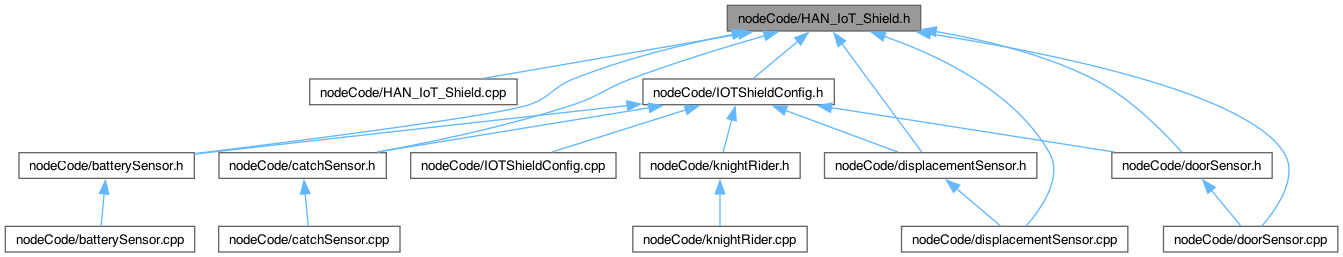 nodeCode/HAN_IoT_Shield.h
nodeCode/HAN_IoT_Shield.cpp
nodeCode/IOTShieldConfig.h
nodeCode/batterySensor.h
nodeCode/catchSensor.h
nodeCode/IOTShieldConfig.cpp
nodeCode/knightRider.h
nodeCode/displacementSensor.h
nodeCode/doorSensor.h
nodeCode/batterySensor.cpp
nodeCode/catchSensor.cpp
nodeCode/knightRider.cpp
nodeCode/displacementSensor.cpp
nodeCode/doorSensor.cpp